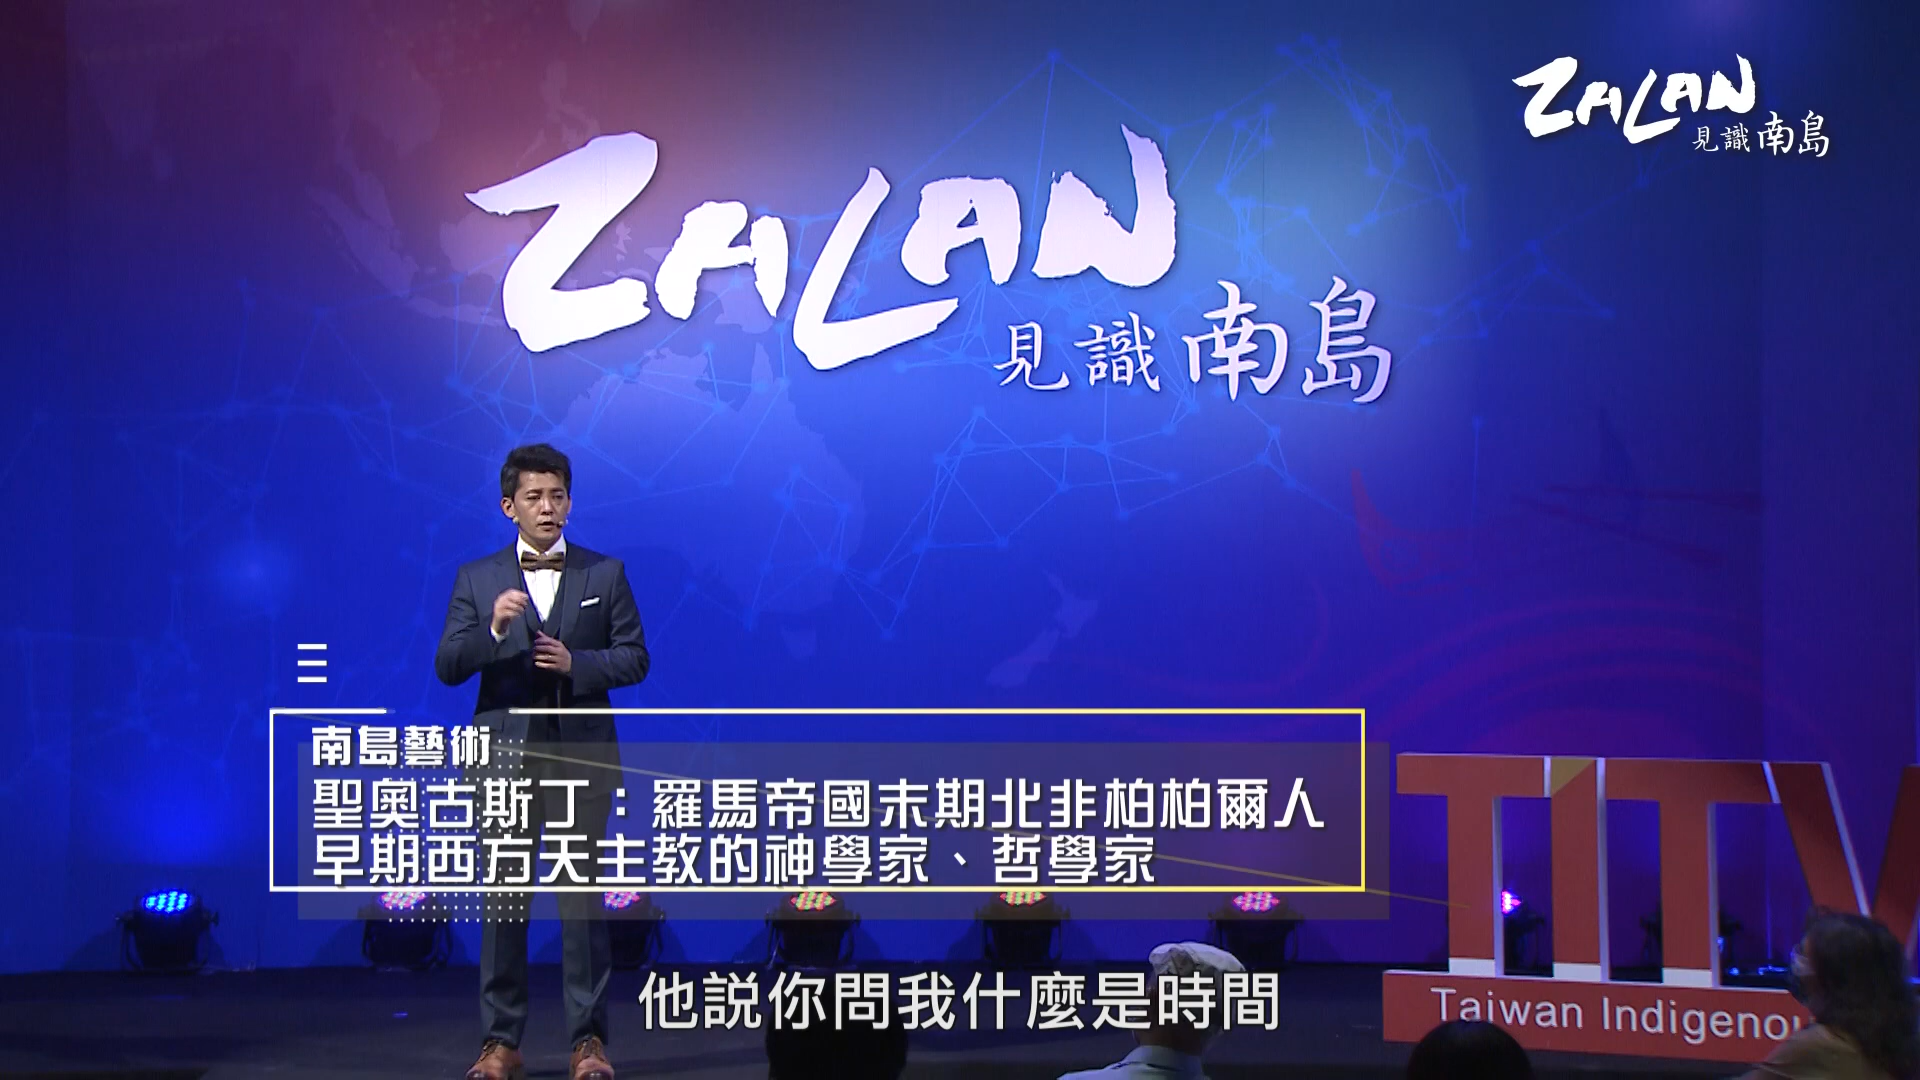 ZALAN
見識南島
ZALAN
見識南島
南島藝術
聖奧古斯丁：羅馬帝國末期北非柏柏爾人
早期西方天主教的神學家、哲學家
TITV
Taiwan Indigenou
他説你問我什麼是時間